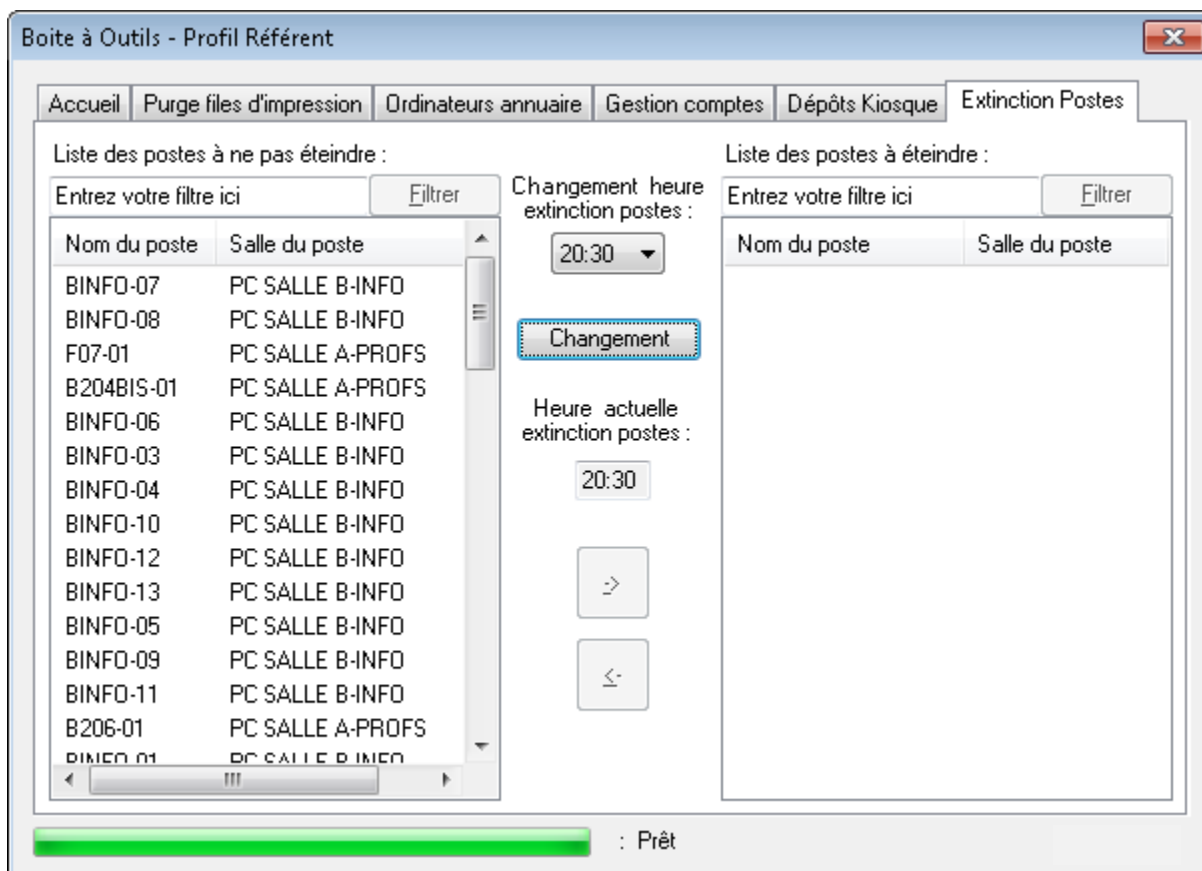 Boite à Outils - Profil Référent
Accueil Purge files d'impression Ordinateurs annuaire Gestion comptes Dépôts Kiosque Extinction Postes
Liste des postes à ne pas éteindre :
Entrez votre filtre ici Filtrer
Nom du poste Salle du poste
BINFO-07 PC SALLE B-INFO
BINFO-08 PC SALLE B-INFO
F07-01 PC SALLE A-PROFS
B204BIS-01 PC SALLE A-PROFS
BINFO-06 PC SALLE B-INFO
BINFO-03 PC SALLE B-INFO
BINFO-04 PC SALLE B-INFO
BINFO-10 PC SALLE B-INFO
BINFO-12 PC SALLE B-INFO
BINFO-13 PC SALLE B-INFO
BINFO-05 PC SALLE B-INFO
BINFO-09 PC SALLE B-INFO
BINFO-11 PC SALLE B-INFO
B206-01 PC SALLE A-PROFS
BINFO-01 PC SALLE B-INFO
Changement heure
extinction postes :
20:30
Changement
Heure actuelle
extinction postes :
20:30
->
<-
Liste des postes à éteindre :
Entrez votre filtre ici Filtrer
Nom du poste Salle du poste
: Prêt